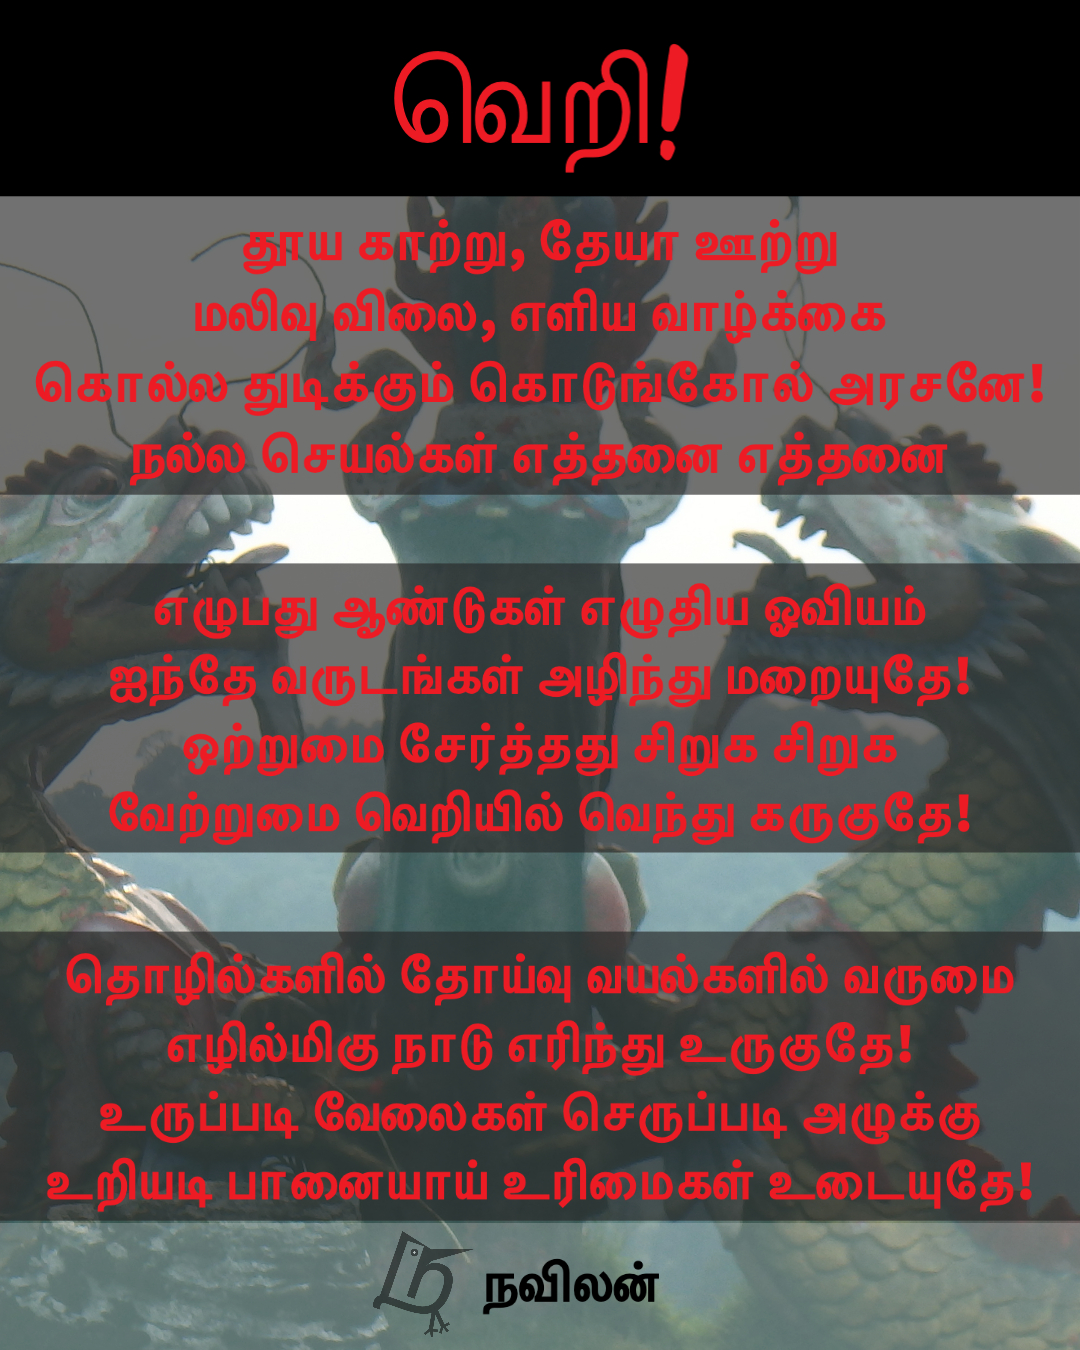 வெறி!
தூய காற்று, தேயா ஊற்று
மலிவு விலை, எளிய வாழ்க்கை
கொல்ல துடிக்கும் கொடுங்கோல் அரசனே!
நல்ல செயல்கள் எத்தனை எத்தனை
எழுபது ஆண்டுகள் எழுதிய ஓவியம்
ஐந்தே வருடங்கள் அழிந்து மறையுதே!
ஒற்றுமை சேர்த்தது சிறுக சிறுக
வேற்றுமை வெறியில் வெந்து கருகுதே!
தொழில்களில் தோய்வு வயல்களில் வருமை
எழில்மிகு நாடு எரிந்து உருகுதே!
உருப்படி வேலைகள் செருப்படி அழுக்கு
உறியடி பானையாய் உரிமைகள் உடையுதே!
நவிலன்